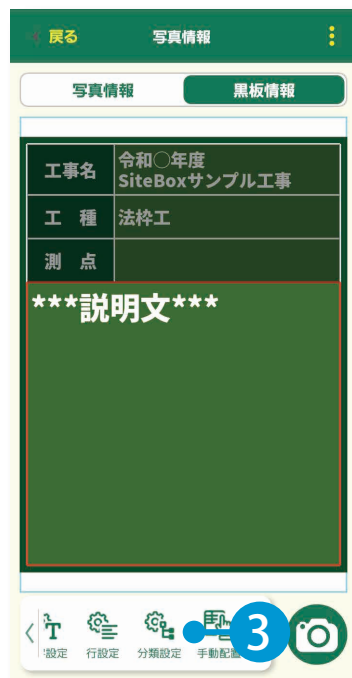 戻る 写真情報
写真情報 黒板情報
工事名 令和○年度
SiteBoxサンプル工事
工種 法枠工
測点
***説明文***
行設定 分類設定 手動配
3